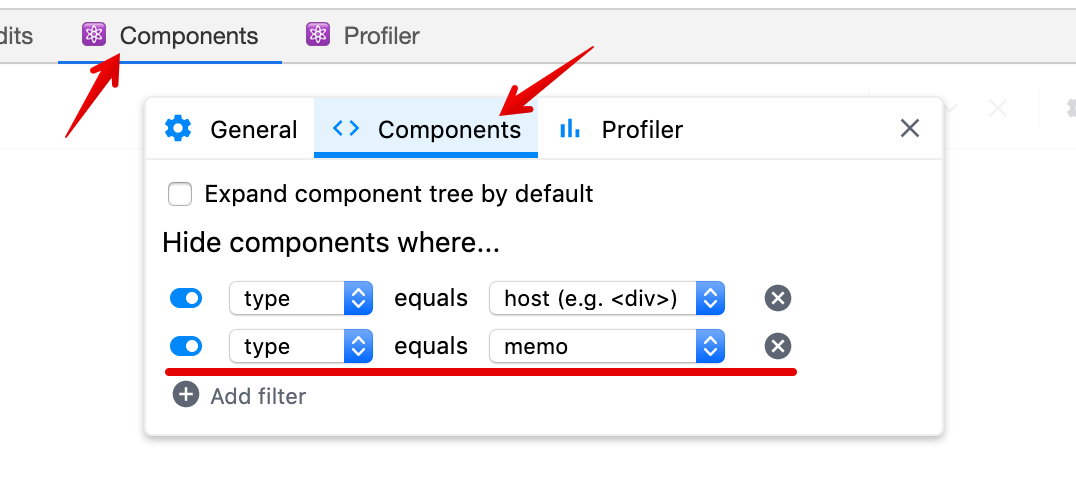 dits Components Profiler
General Components Profiler
Expand component tree by default
Hide components where...
type equals host (e.g. <div>)
type equals memo
Add filter